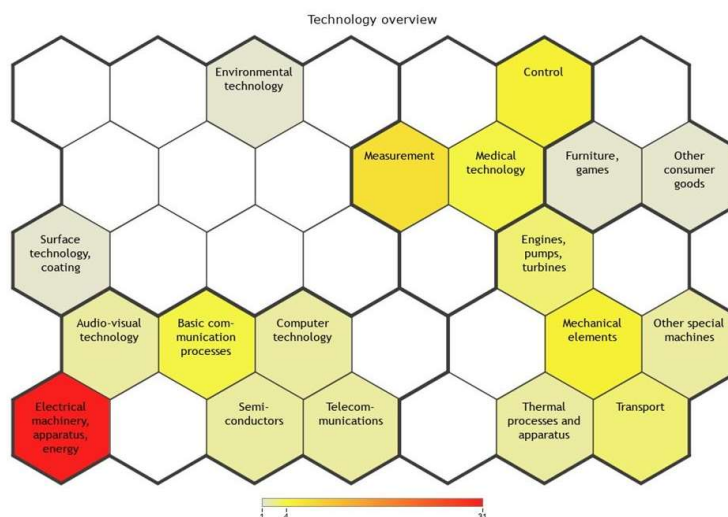 Technology overview
Environmental
technology
Control
Measurement
Medical
technology
Furniture,
games
Other
consumer
goods
Surface
technology,
coating
Engines,
pumps,
turbines
Audio-visual
technology
Basic com-
munication
processes
Computer
technology
Mechanical
elements
Other special
machines
Electrical
machinery,
apparatus,
energy
Semi-
conductors
Telecom-
munications
Thermal
processes and
apparatus
Transport